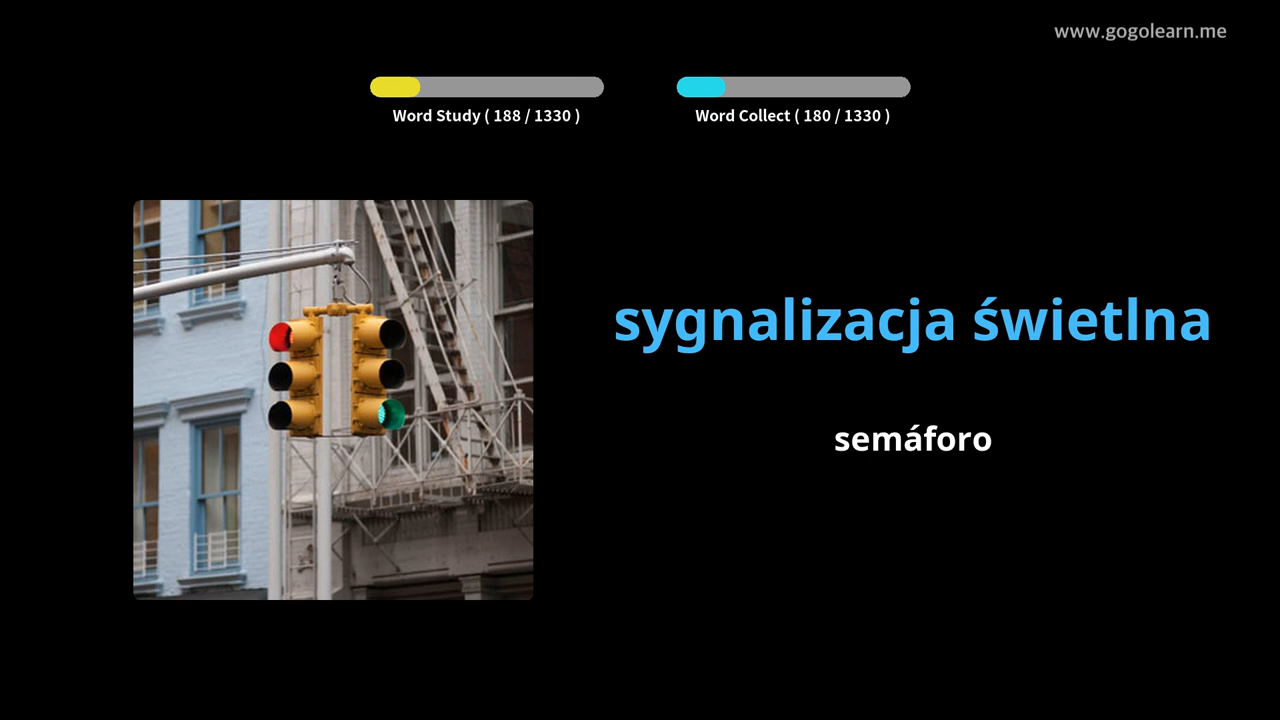 www.gogolearn.me
Word Study ( 188 / 1330 )
Word Collect ( 180 / 1330 )
sygnalizacja świetlna
semáforo